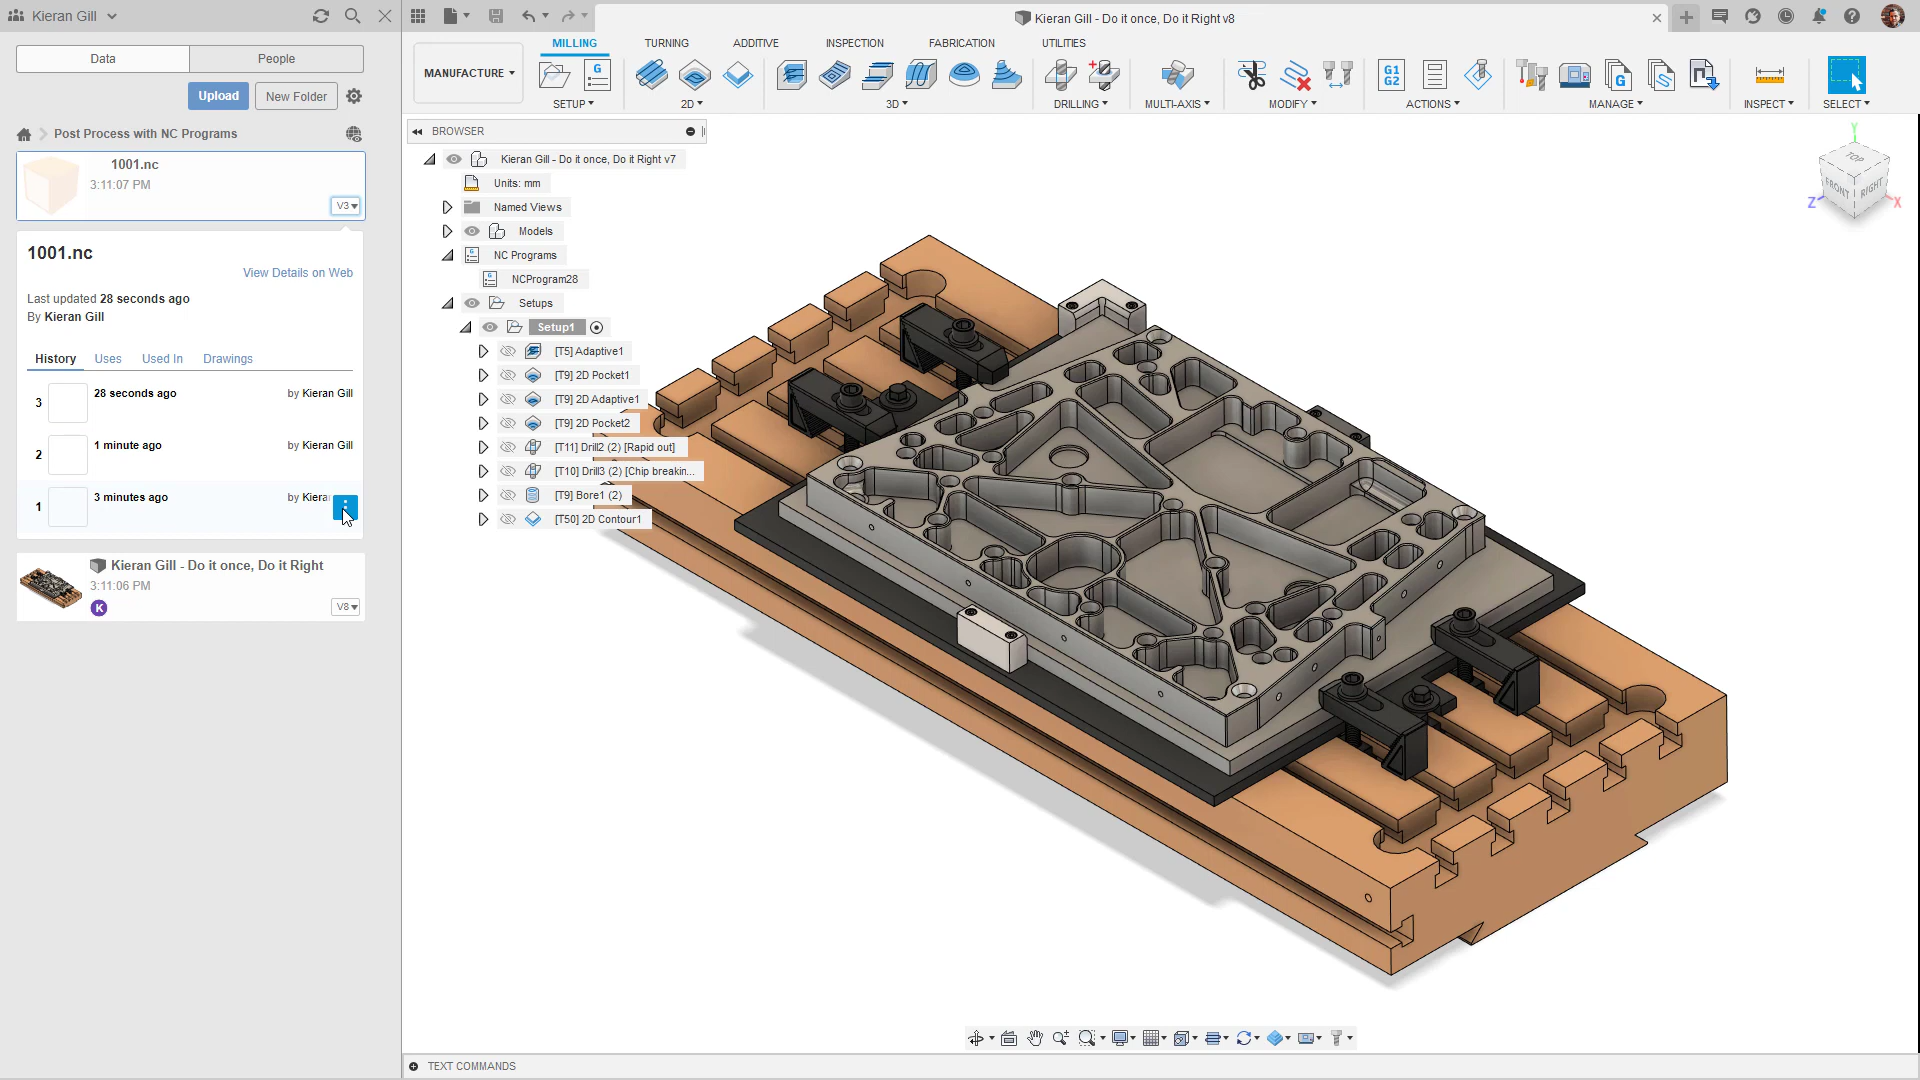 Kieran Gill
Kieran Gill - Do it once, Do it Right v8
Data
People
Upload
New Folder
Post Process with NC Programs
1001.nc
3:11:07 PM
V3
1001.nc
View Details on Web
Last updated 28 seconds ago
By Kieran Gill
History
Uses
Used In
Drawings
3
28 seconds ago
by Kieran Gill
2
1 minute ago
by Kieran Gill
1
3 minutes ago
by Kiera
Kieran Gill - Do it once, Do it Right
3:11:06 PM
K
V8
MANUFACTURE
MILLING
TURNING
ADDITIVE
INSPECTION
FABRICATION
UTILITIES
G
G1
G2
G
SETUP
2D
3D
DRILLING
MULTI-AXIS
MODIFY
ACTIONS
MANAGE
INSPECT
SELECT
BROWSER
Kieran Gill - Do it once, Do it Right v7
Units: mm
Named Views
Models
NC Programs
NCProgram28
Setups
Setup1
[T5] Adaptive1
[T9] 2D Pocket1
[T9] 2D Adaptive1
[T9] 2D Pocket2
[T11] Drill2 (2) [Rapid out]
[T10] Drill3 (2) [Chip breakin...
[T9] Bore1 (2)
[T50] 2D Contour1
Y
TOP
FRONT
RIGHT
Z
X
TEXT COMMANDS